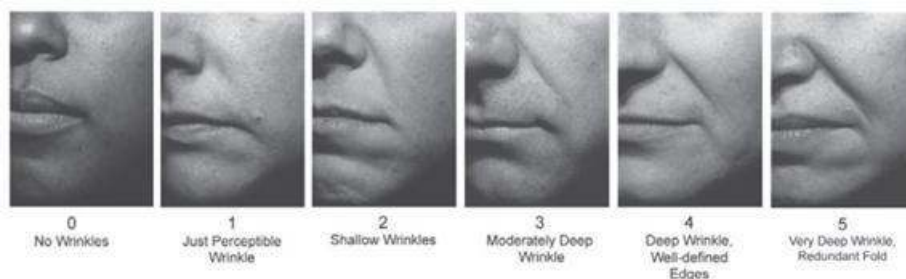 0
No Wrinkles
1
Just Perceptible
Wrinkle
2
Shallow Wrinkles
3
Moderately Deep
Wrinkle
4
Deep Wrinkle,
Well-defined
Edges
5
Very Deep Wrinkle,
Redundant Fold